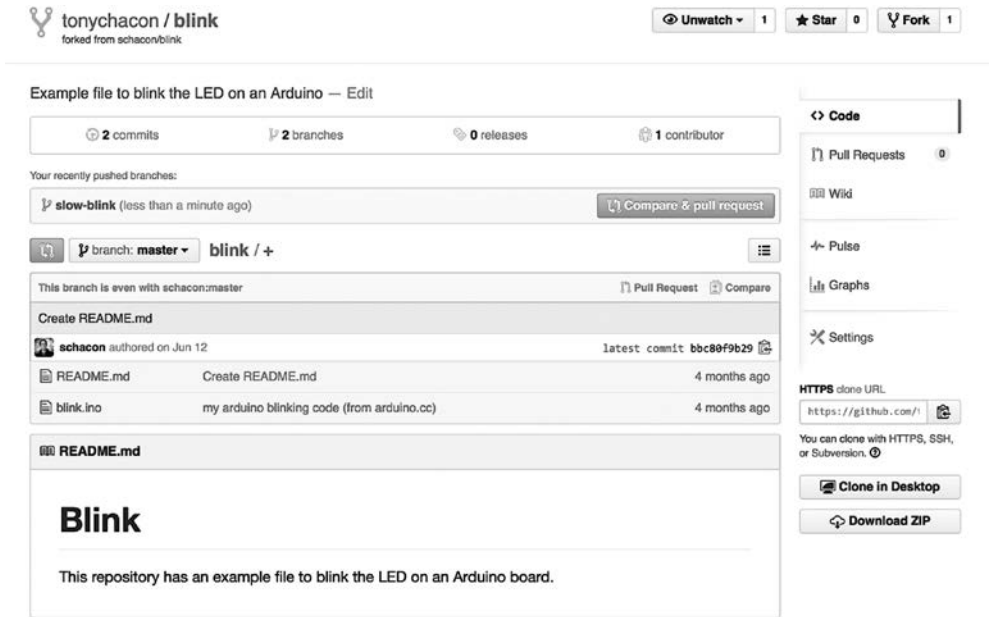 tonychacon / blink
forked from schacon/blink
Unwatch 1
Star 0
Fork 1
Example file to blink the LED on an Arduino — Edit
2 commits
2 branches
0 releases
1 contributor
Your recently pushed branches:
slow-blink (less than a minute ago)
Compare & pull request
branch: master
blink / +
This branch is even with schacon:master
Pull Request
Compare
Create README.md
schacon authored on Jun 12
latest commit bbc80f9b29
README.md Create README.md 4 months ago
blink.ino my arduino blinking code (from arduino.cc) 4 months ago
README.md
Blink
This repository has an example file to blink the LED on an Arduino board.
Code
Pull Requests 0
Wiki
Pulse
Graphs
Settings
HTTPS clone URL
https://github.com/
You can clone with HTTPS, SSH,
or Subversion.
Clone in Desktop
Download ZIP